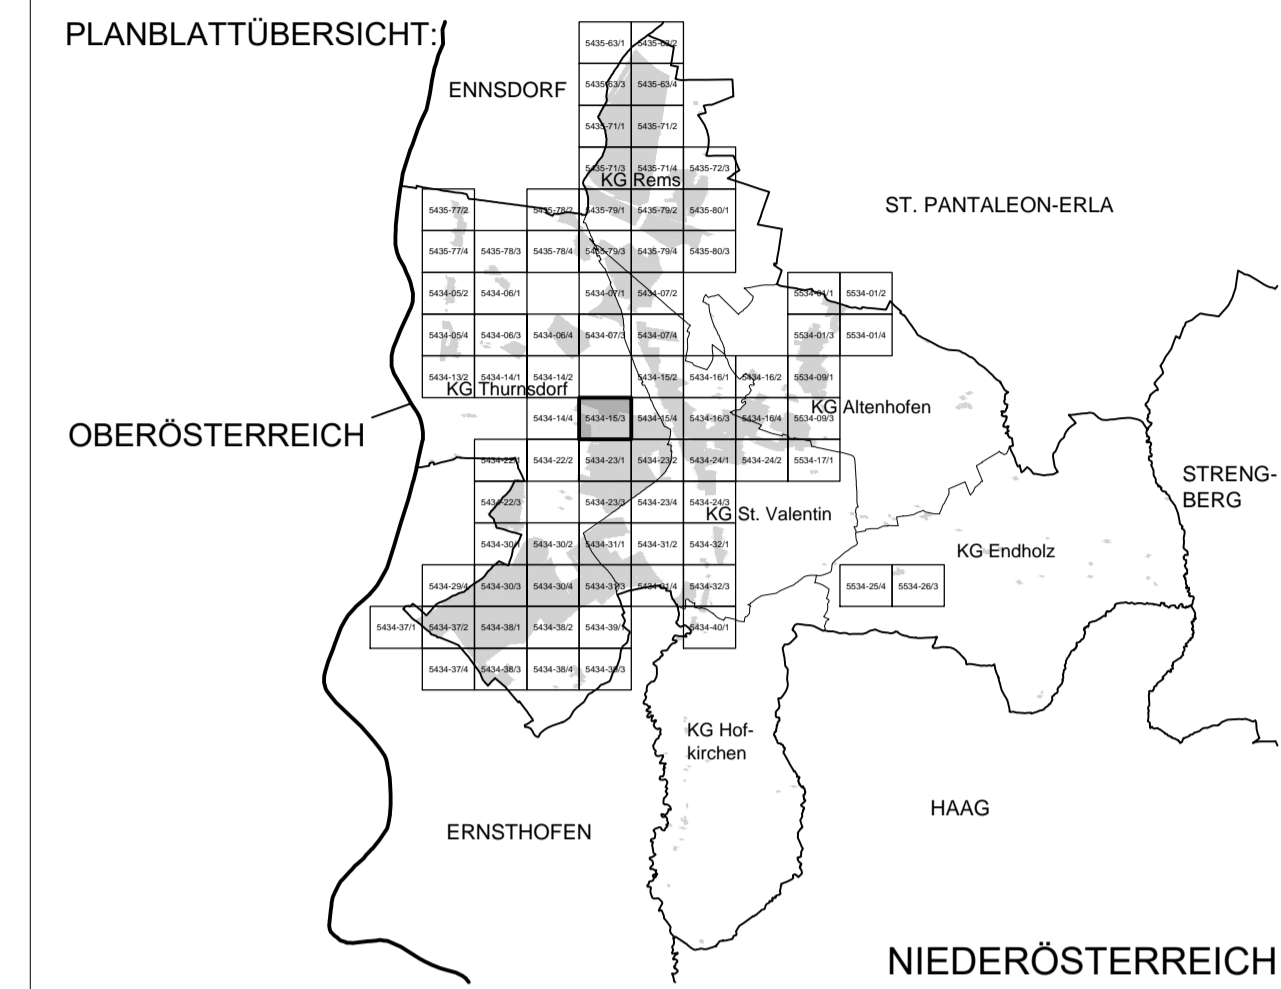 PLANBLATTÜBERSICHT:
5435-63/1 5435-63/2
ENNSDORF
5435-63/3 5435-63/4
5435-71/1 5435-71/2
5435-71/3 5435-71/4 5435-72/3
KG Rems
ST. PANTALEON-ERLA
5435-77/2 5435-78/2 5435-79/1 5435-79/2 5435-80/1
5435-77/4 5435-78/3 5435-78/4 5435-79/3 5435-79/4 5435-80/3
5434-05/2 5434-06/1 5434-07/1 5434-07/2 5534-01/1 5534-01/2
5434-05/4 5434-06/3 5434-06/4 5434-07/3 5434-07/4 5534-01/3 5534-01/4
5434-13/2 5434-14/1 5434-14/2 5434-15/2 5434-16/1 5434-16/2 5534-09/1
KG Thurnsdorf
KG Altenhofen
5434-14/4 5434-15/3 5434-15/4 5434-16/3 5434-16/4 5534-09/3
OBERÖSTERREICH
5434-22/1 5434-22/2 5434-23/1 5434-23/2 5434-24/1 5434-24/2 5534-17/1
STRENG-
BERG
5434-22/3 5434-23/3 5434-23/4 5434-24/3
KG St. Valentin
5434-30/1 5434-30/2 5434-31/1 5434-31/2 5434-32/1
KG Endholz
5434-29/4 5434-30/3 5434-30/4 5434-31/3 5434-31/4 5434-32/3 5534-25/4 5534-26/3
5434-37/1 5434-37/2 5434-38/1 5434-38/2 5434-39/1 5434-40/1
5434-37/4 5434-38/3 5434-38/4 5434-39/3
KG Hof-
kirchen
HAAG
ERNSTHOFEN
NIEDERÖSTERREICH